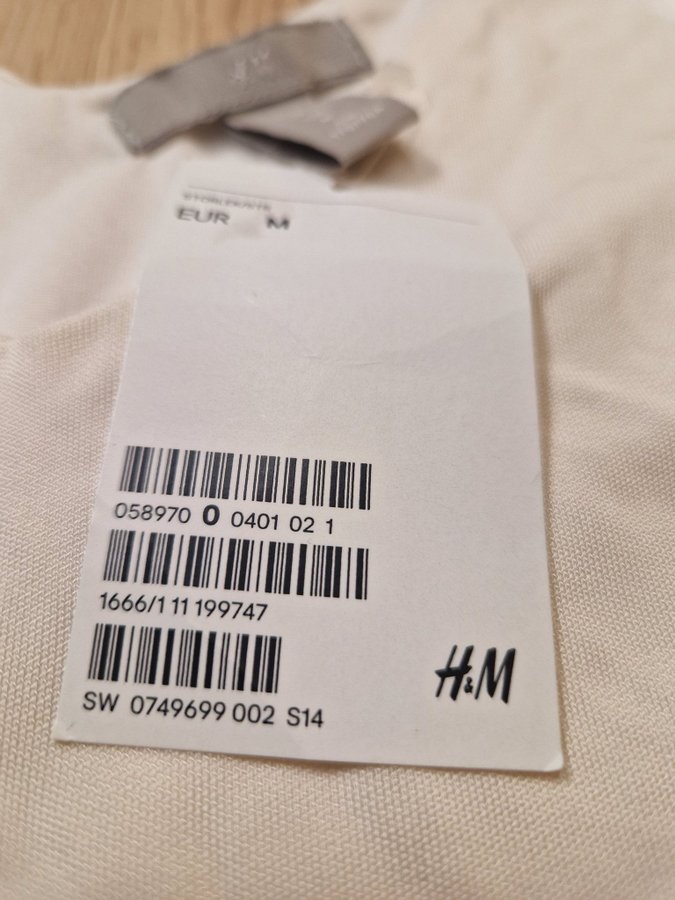 EUR M
058970 0 0401 02 1
1666/1 11 199747
SW 0749699 002 S14
H&M